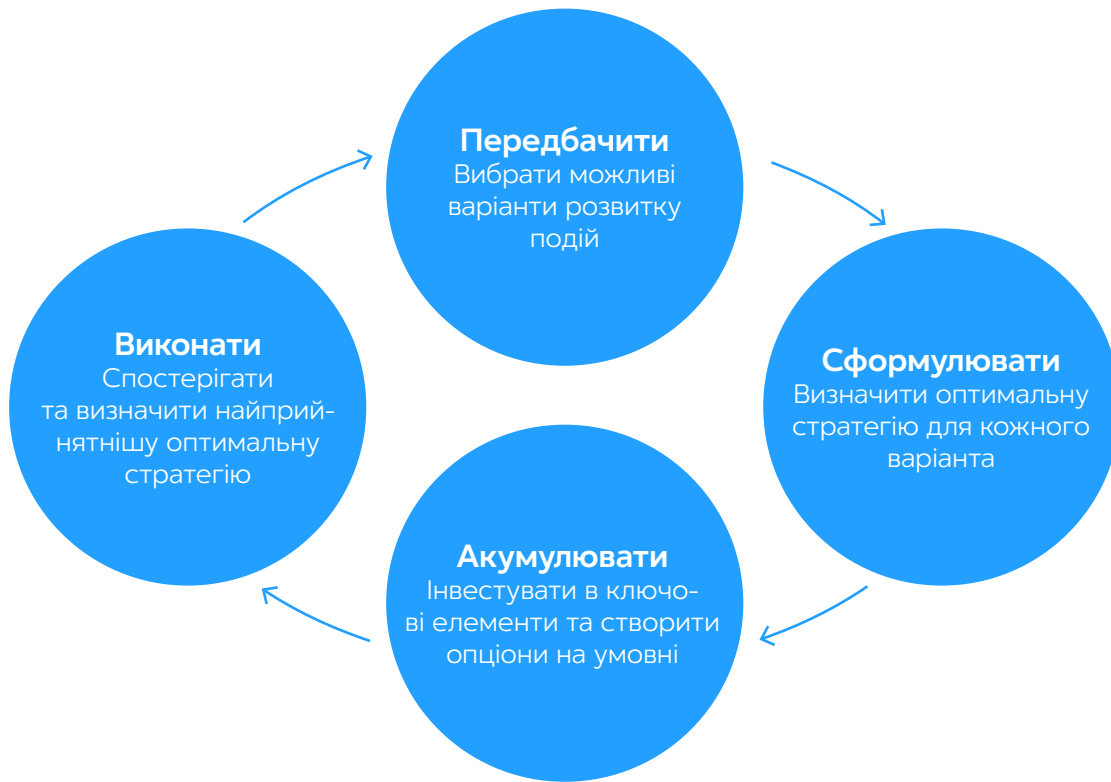 Передбачити
Вибрати можливі
варіанти розвитку
подій
Сформулювати
Визначити оптимальну
стратегію для кожного
варіанта
Акумулювати
Інвестувати в ключо-
ві елементи та створити
опціони на умовні
Виконати
Спостерігати
та визначити найприй-
нятнішу оптимальну
стратегію